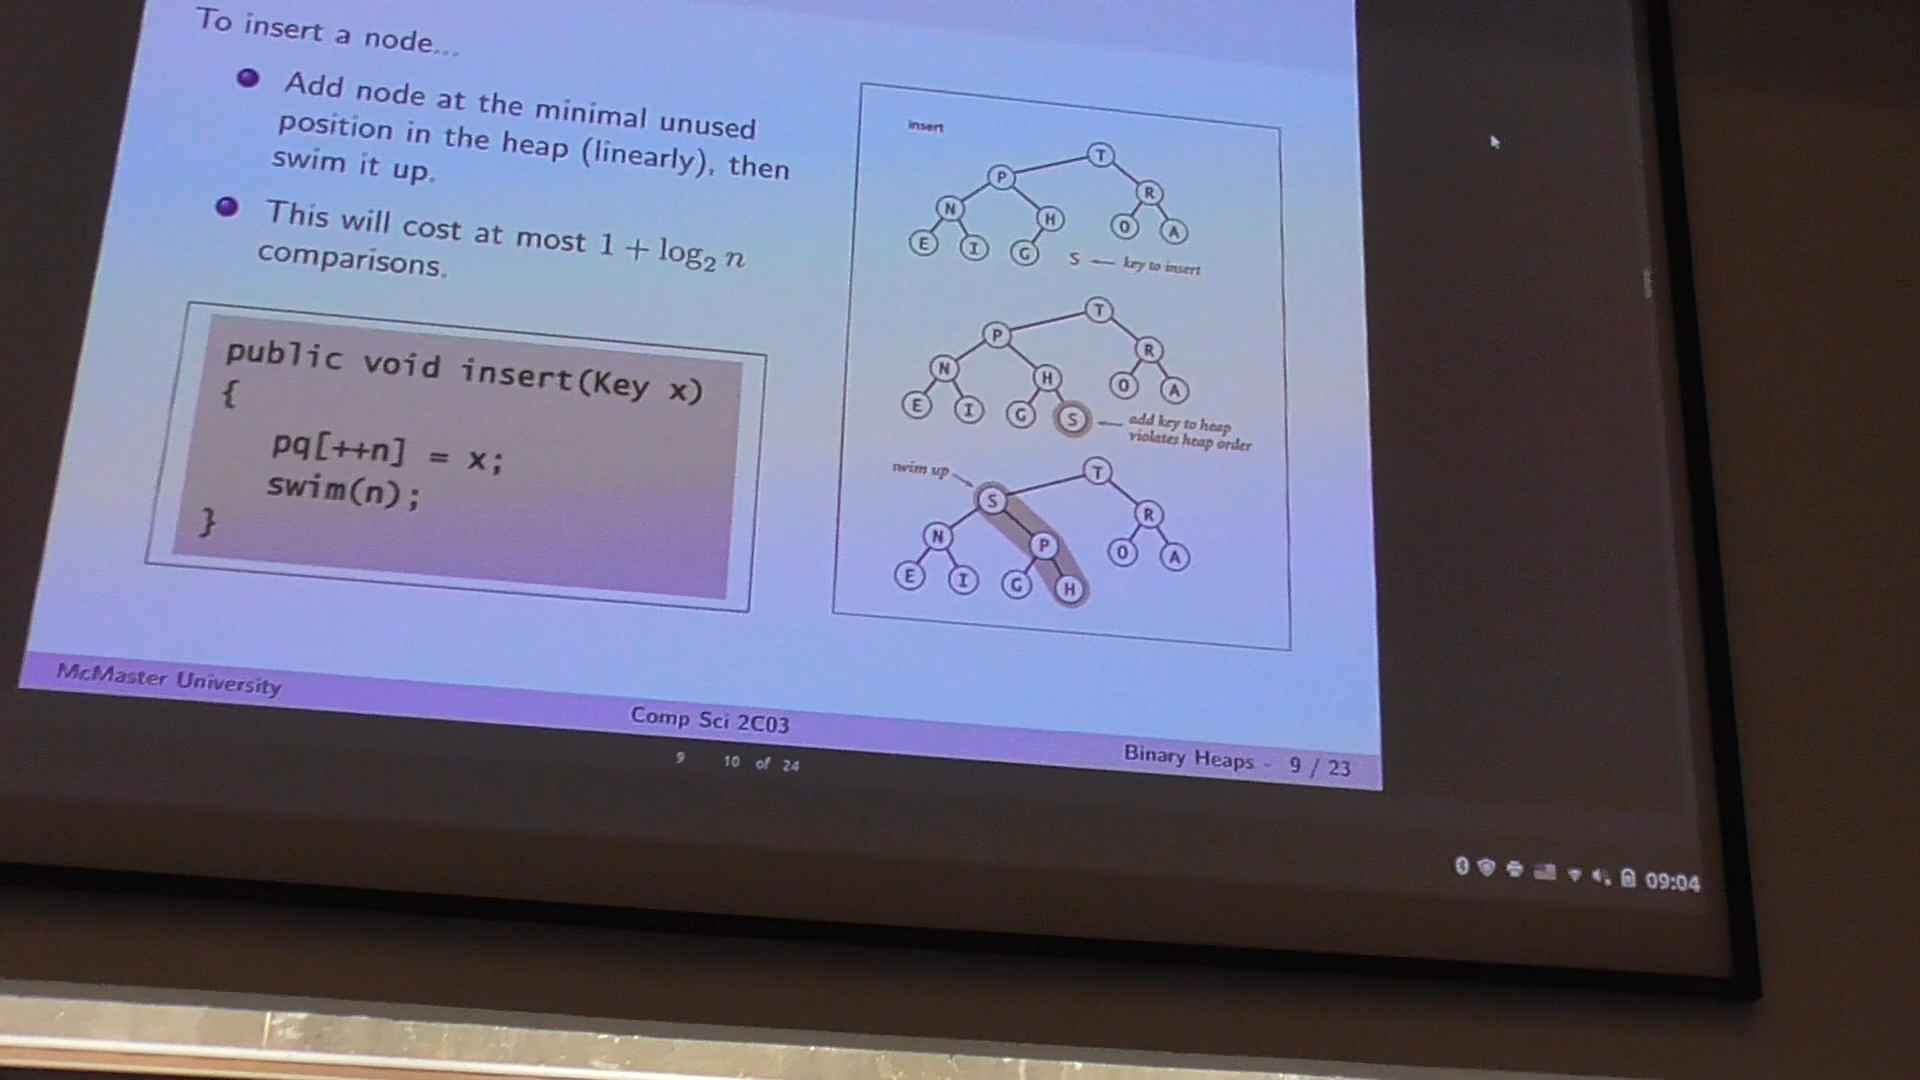 To insert a node...
Add node at the minimal unused
position in the heap (linearly), then
swim it up.
This will cost at most 1 + log₂ n
comparisons.
public void insert(Key x)
{
pq[++n] = x;
swim(n);
}
insert
T
P
R
N
H
O
A
E
I
G
S
key to insert
T
P
R
N
H
O
A
E
I
G
S
add key to heap
violates heap order
swim up
T
S
R
N
P
O
A
E
I
G
H
McMaster University
Comp Sci 2C03
Binary Heaps - 9 / 23
9 10 of 24
09:04